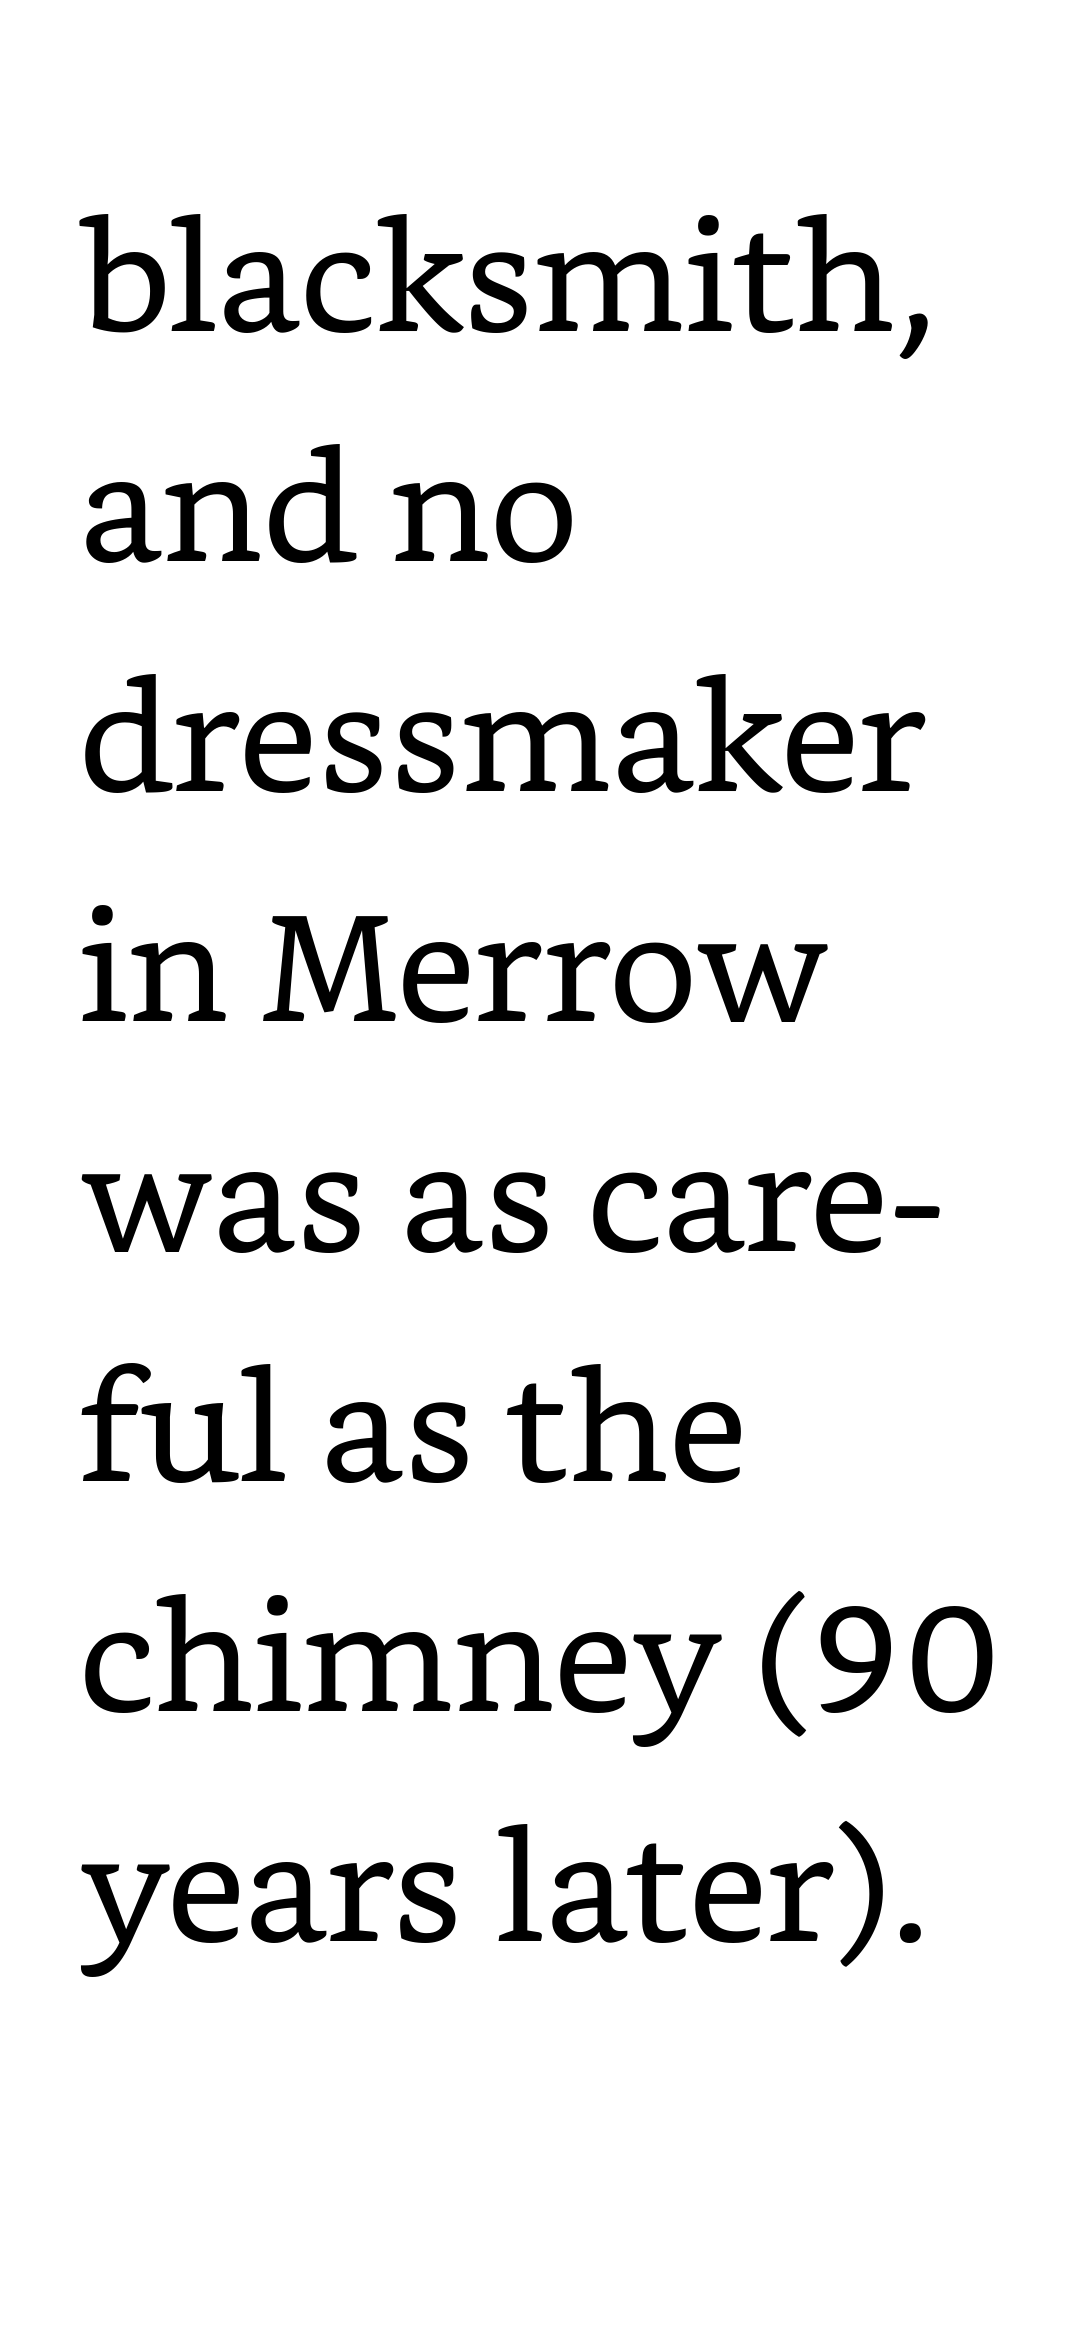 blacksmith,
and no
dressmaker
in Merrow
was as care-
ful as the
chimney (90
years later).